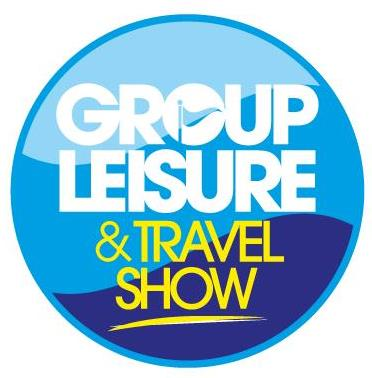 GROUP
LEISURE
& TRAVEL
SHOW